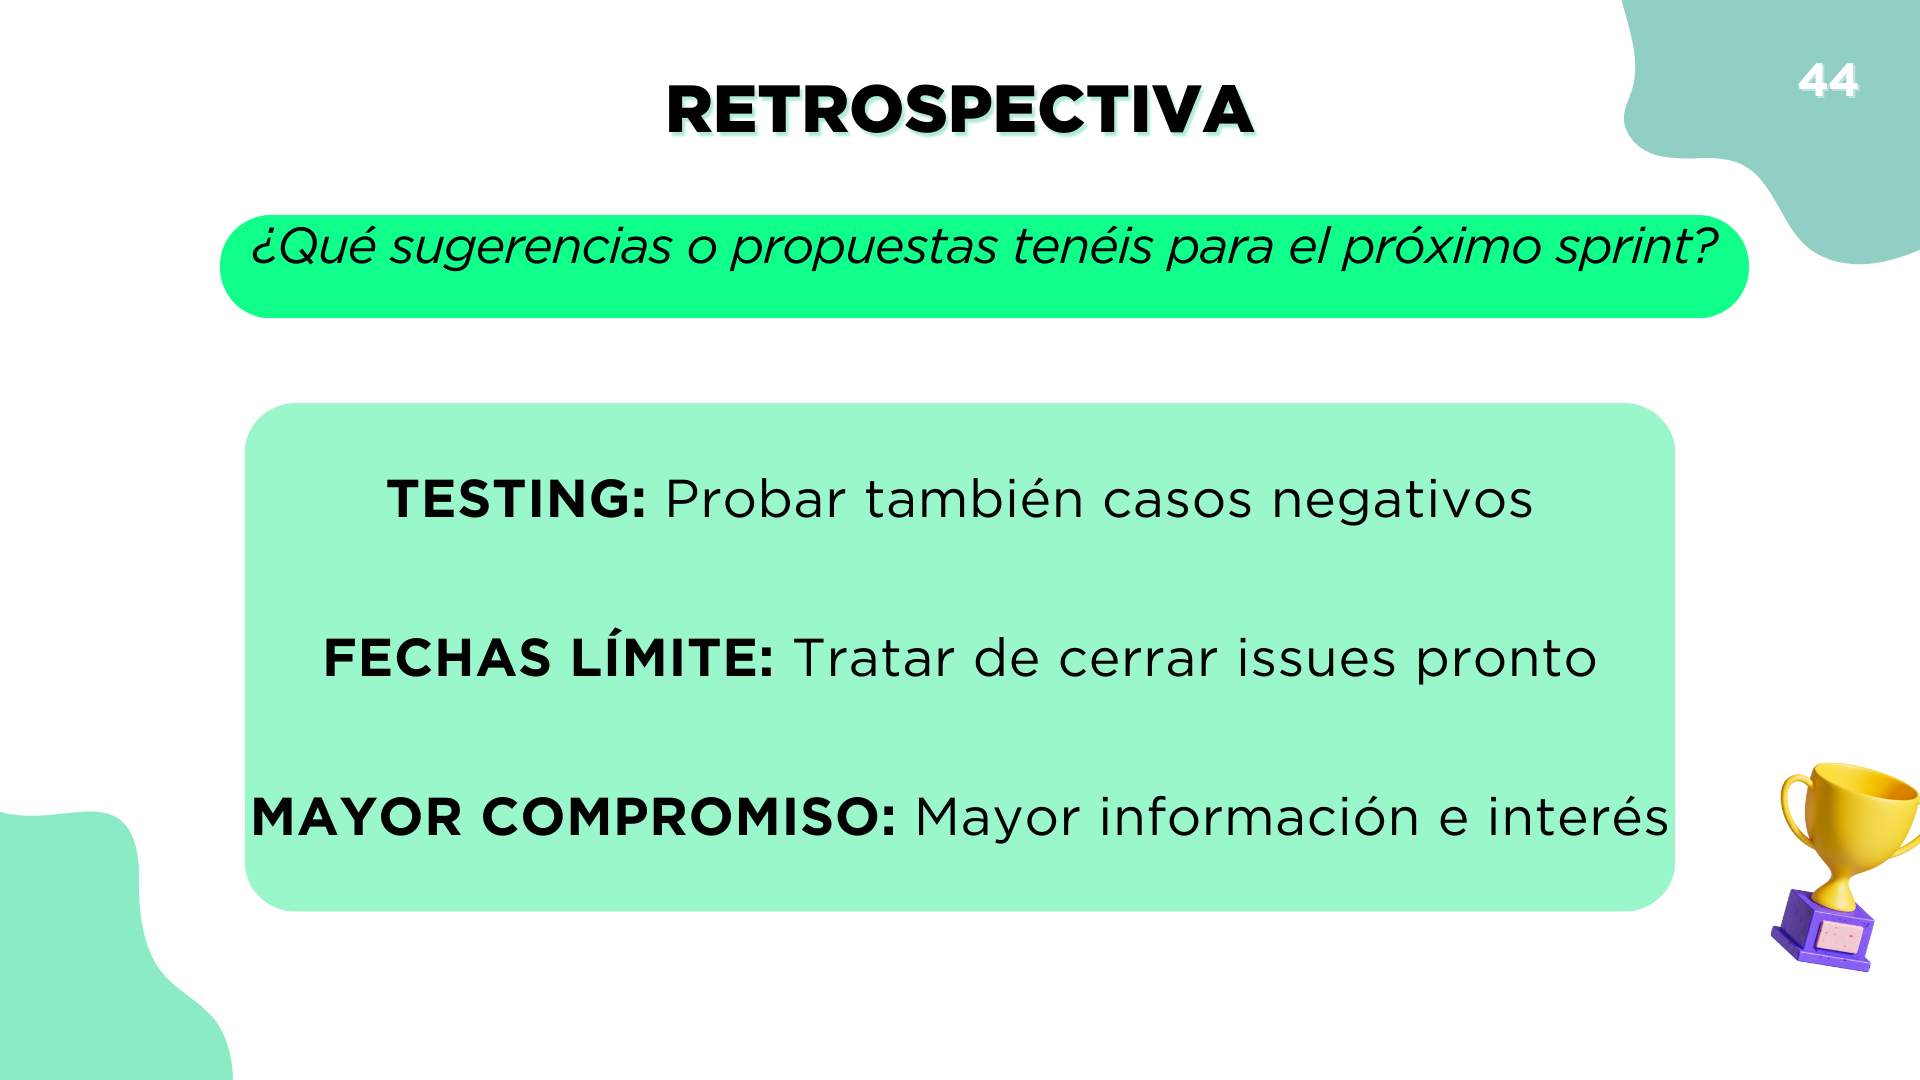 44
RETROSPECTIVA
¿Qué sugerencias o propuestas tenéis para el próximo sprint?
TESTING: Probar también casos negativos
FECHAS LÍMITE: Tratar de cerrar issues pronto
MAYOR COMPROMISO: Mayor información e interés